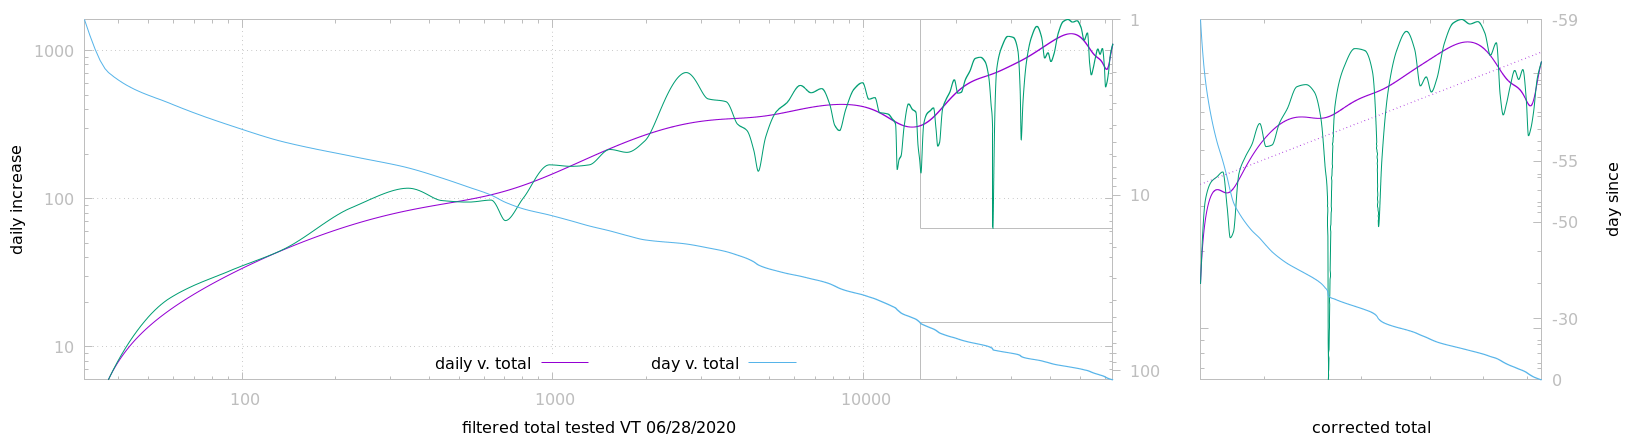 daily increase
1000
100
10
daily v. total
day v. total
100
1000
10000
filtered total tested VT 06/28/2020
1
10
100
-59
-55
-50
-30
0
day since
corrected total